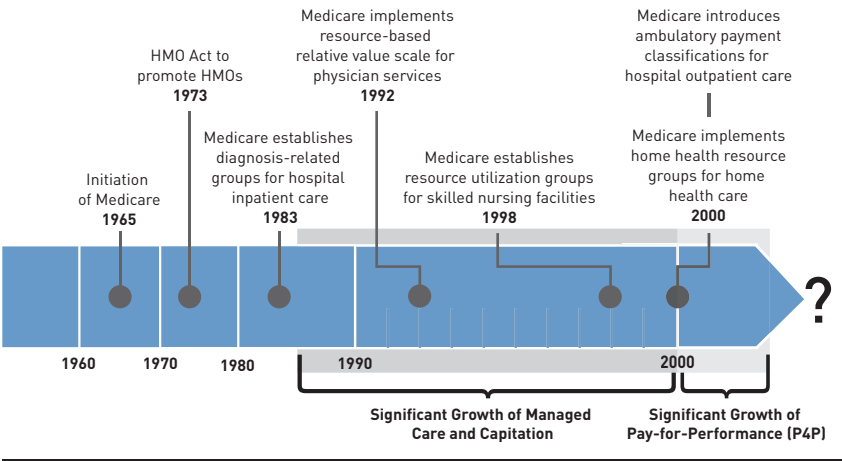 Medicare implements
resource-based
relative value scale for
physician services
1992
Medicare introduces
ambulatory payment
classifications for
hospital outpatient care
HMO Act to
promote HMOs
1973
Medicare establishes
diagnosis-related
groups for hospital
inpatient care
1983
Medicare establishes
resource utilization groups
for skilled nursing facilities
1998
Medicare implements
home health resource
groups for home
health care
2000
Initiation
of Medicare
1965
?
1960
1970
1980
1990
2000
Significant Growth of Managed
Care and Capitation
Significant Growth of
Pay-for-Performance (P4P)